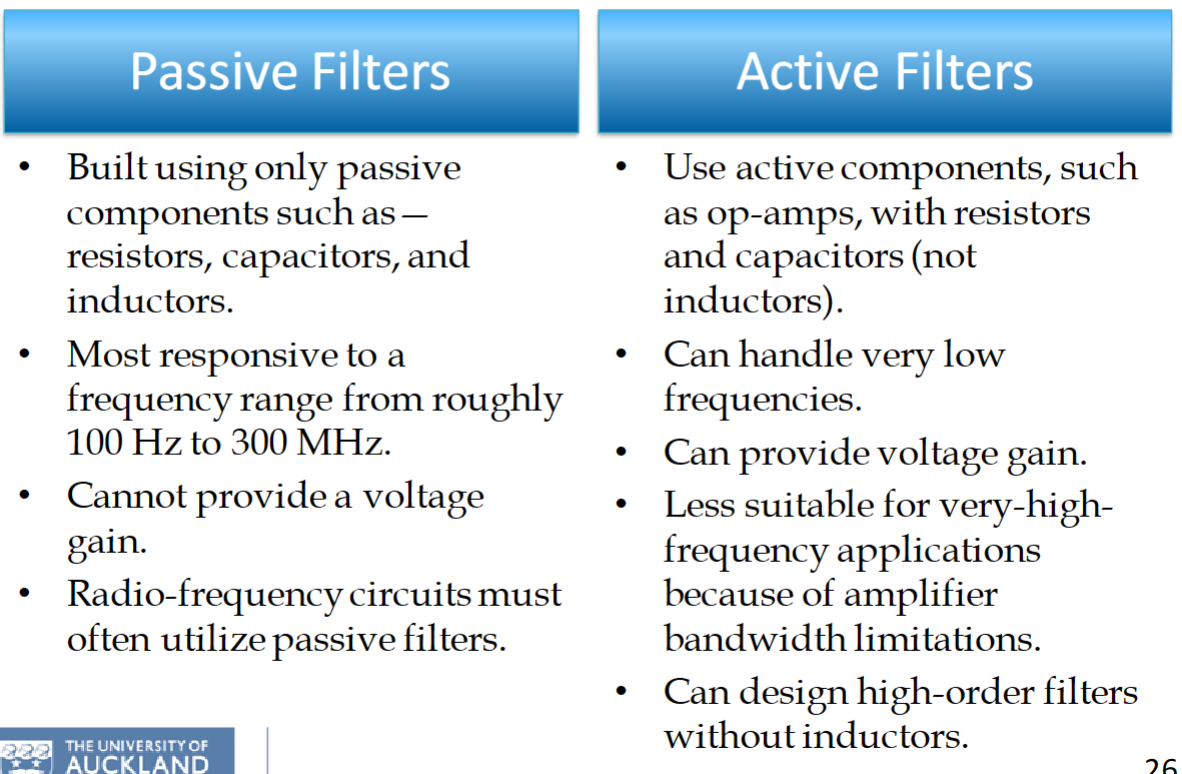 Passive Filters
• Built using only passive
components such as—
resistors, capacitors, and
inductors.
• Most responsive to a
frequency range from roughly
100 Hz to 300 MHz.
• Cannot provide a voltage
gain.
• Radio-frequency circuits must
often utilize passive filters.
Active Filters
• Use active components, such
as op-amps, with resistors
and capacitors (not
inductors).
• Can handle very low
frequencies.
• Can provide voltage gain.
• Less suitable for very-high-
frequency applications
because of amplifier
bandwidth limitations.
• Can design high-order filters
without inductors.
THE UNIVERSITY OF
AUCKLAND
26